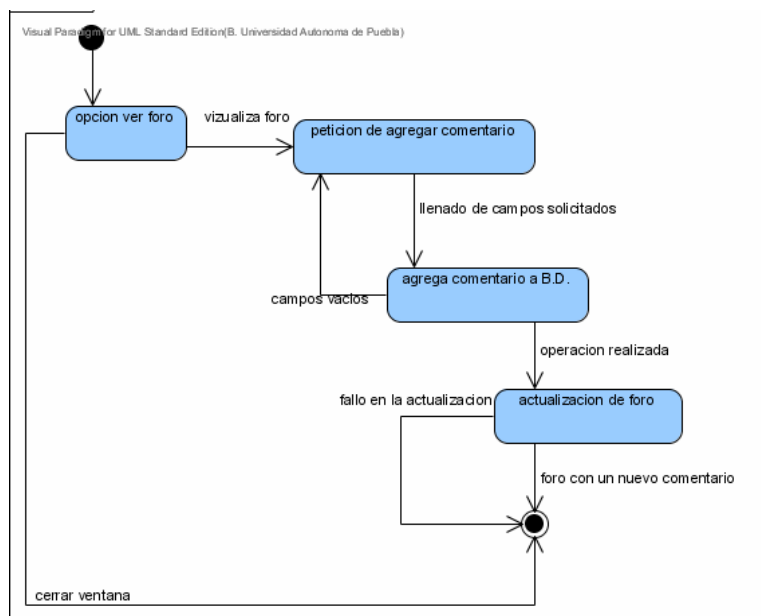 Visual Paradigm for UML Standard Edition(B. Universidad Autonoma de Puebla)
opcion ver foro
vizualiza foro
peticion de agregar comentario
llenado de campos solicitados
agrega comentario a B.D.
campos vacios
operacion realizada
fallo en la actualizacion
actualizacion de foro
foro con un nuevo comentario
cerrar ventana